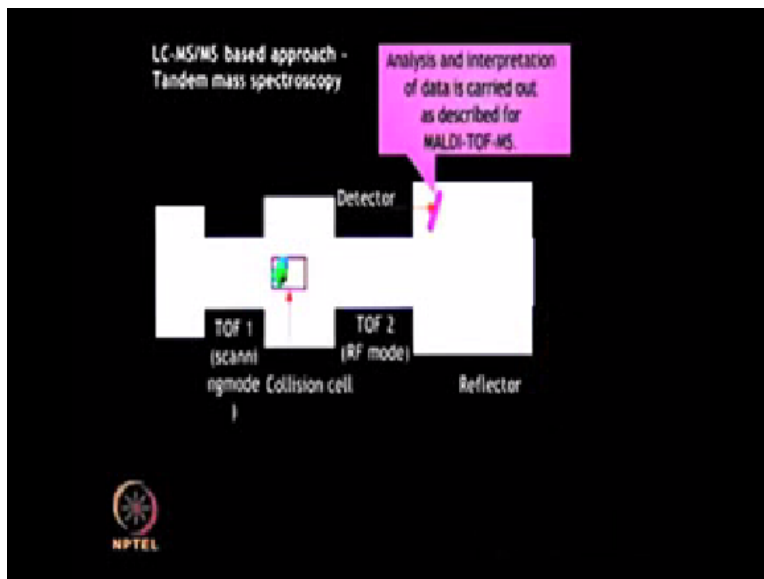 LC-MS/MS based approach -
Tandem mass spectroscopy
Analysis and interpretation
of data is carried out
as described for
MALDI-TOF-MS.
Detector
TOF 1
(scanni
ngmode
)
Collision cell
TOF 2
(RF mode)
Reflector
NPTEL